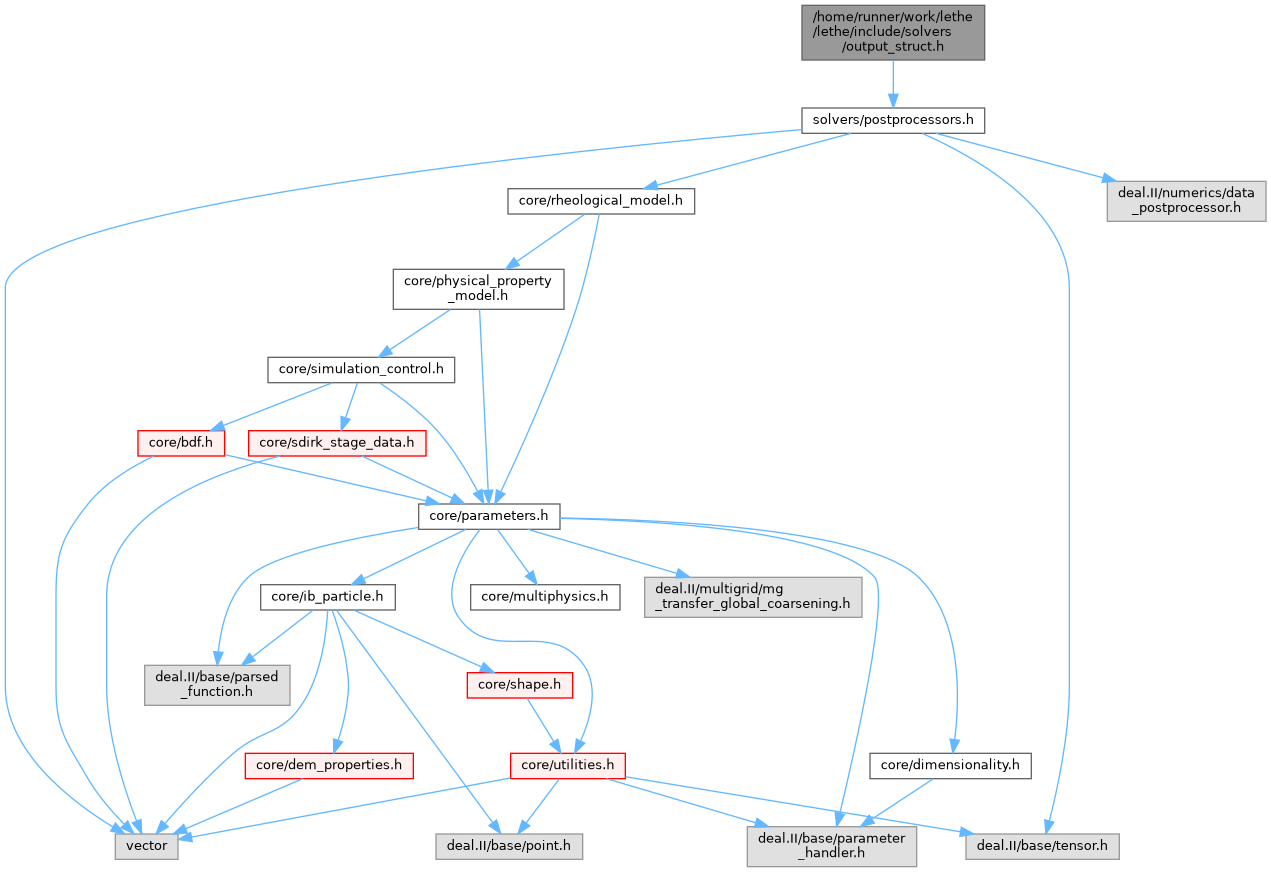 /home/runner/work/lethe
/lethe/include/solvers
/output_struct.h
solvers/postprocessors.h
deal.II/numerics/data
_postprocessor.h
core/rheological_model.h
core/physical_property
_model.h
core/simulation_control.h
core/bdf.h
core/sdirk_stage_data.h
core/parameters.h
core/ib_particle.h
core/multiphysics.h
deal.II/multigrid/mg
_transfer_global_coarsening.h
deal.II/base/parsed
_function.h
core/shape.h
core/dem_properties.h
core/utilities.h
core/dimensionality.h
vector
deal.II/base/point.h
deal.II/base/parameter
_handler.h
deal.II/base/tensor.h